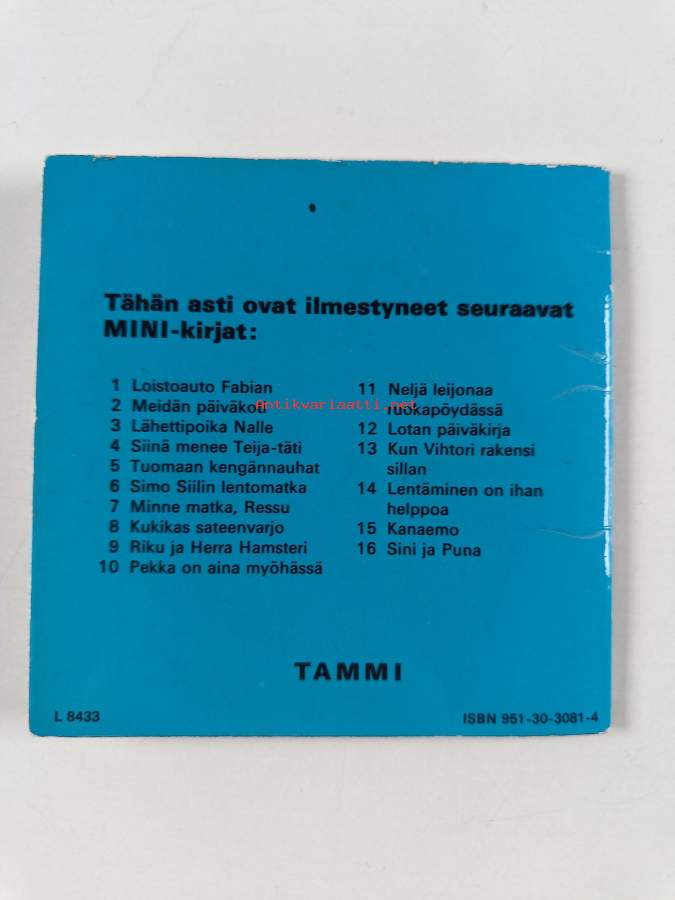 Tähän asti ovat ilmestyneet seuraavat
MINI-kirjat:
1 Loistoauto Fabian
2 Meidän päiväkoti
3 Lähettipoika Nalle
4 Siinä menee Teija-täti
5 Tuomaan kengännauhat
6 Simo Siilin lentomatka
7 Minne matka, Ressu
8 Kukikas sateenvarjo
9 Riku ja Herra Hamsteri
10 Pekka on aina myöhässä
11 Neljä leijonaa
ruokapöydässä
12 Lotan päiväkirja
13 Kun Vihtori rakensi
sillan
14 Lentäminen on ihan
helppoa
15 Kanaemo
16 Sini ja Puna
Antikvariaatti.net
TAMMI
L 8433
ISBN 951-30-3081-4